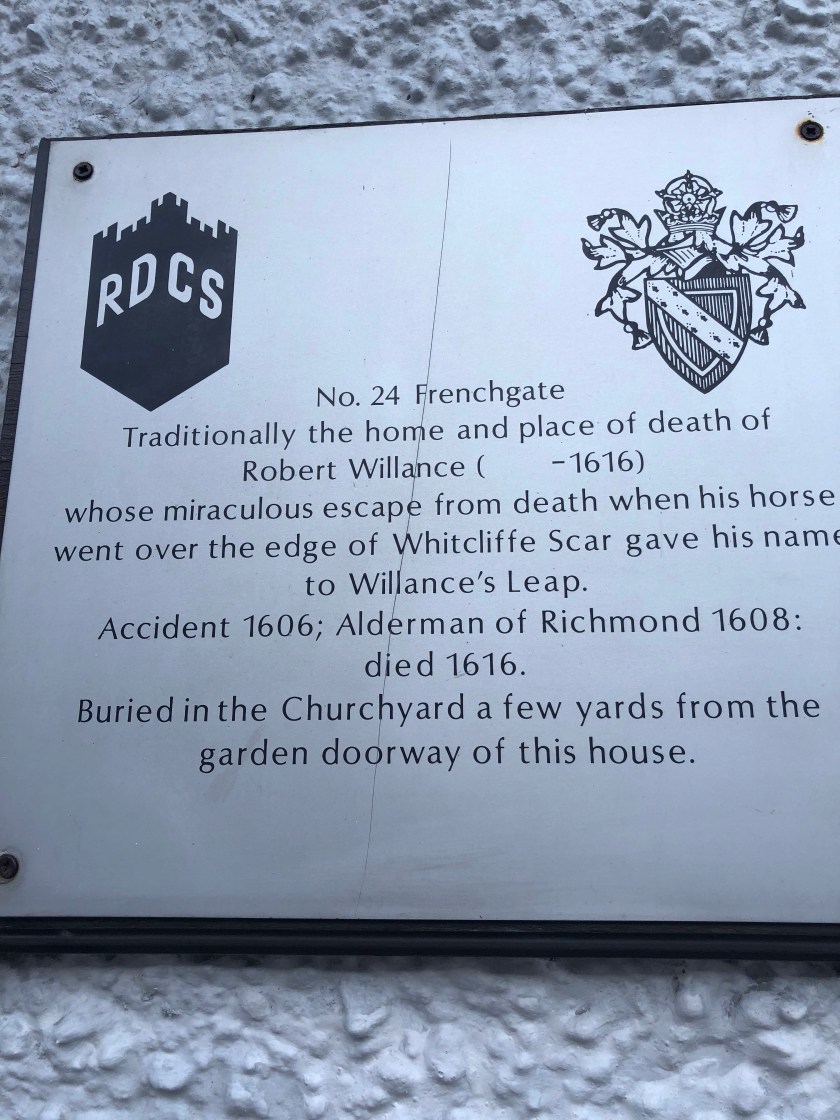 RDCS
No. 24 Frenchgate
Traditionally the home and place of death of
Robert Willance ( -1616)
whose miraculous escape from death when his horse
went over the edge of Whitcliffe Scar gave his name
to Willance's Leap.
Accident 1606; Alderman of Richmond 1608:
died 1616.
Buried in the Churchyard a few yards from the
garden doorway of this house.